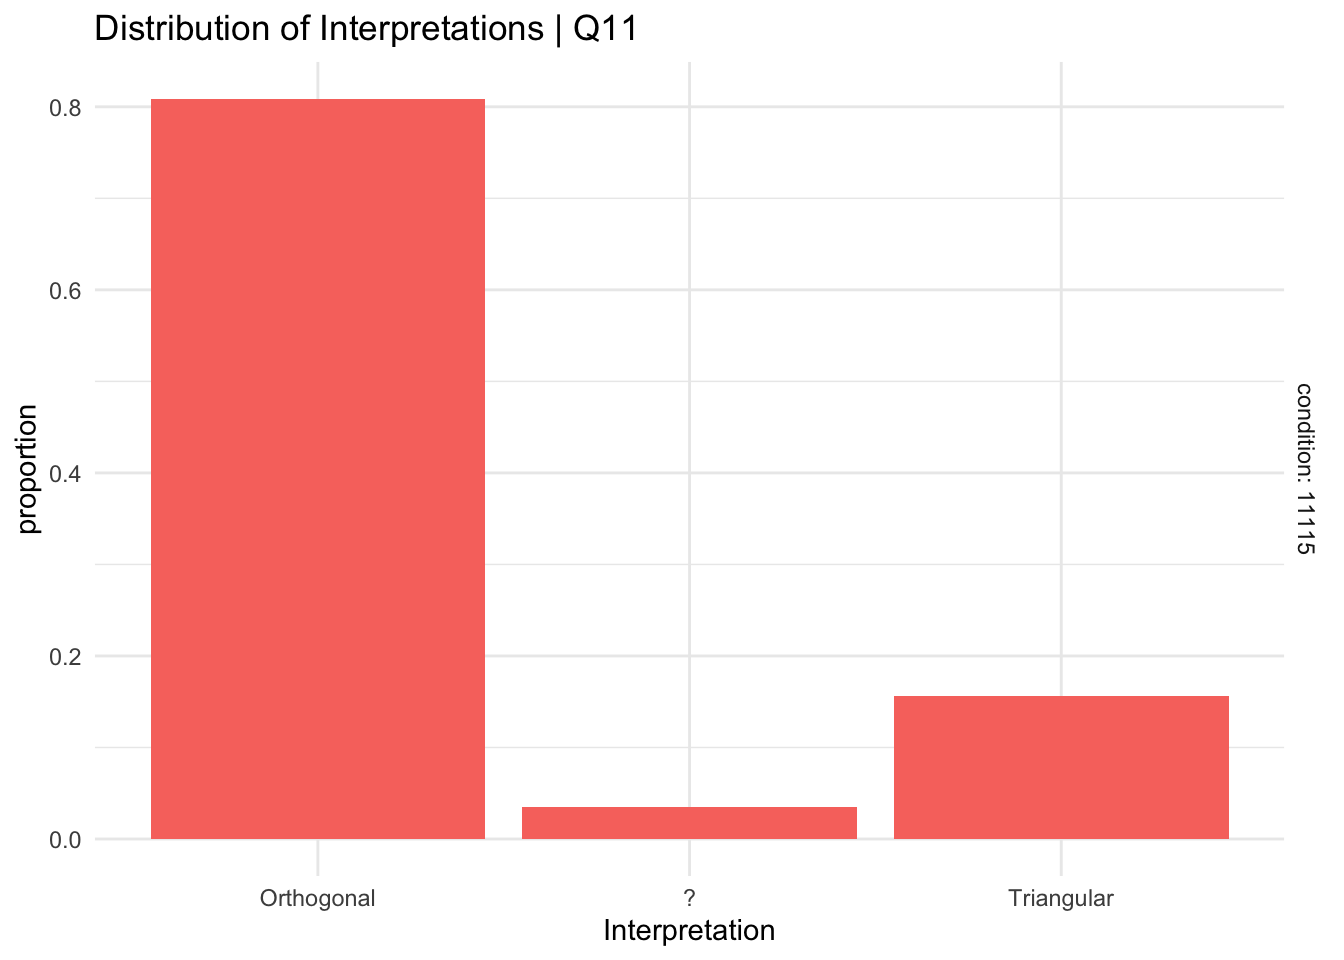 Distribution of Interpretations | Q11
proportion
0.8
0.6
0.4
0.2
0.0
Orthogonal
?
Triangular
Interpretation
condition: 11115